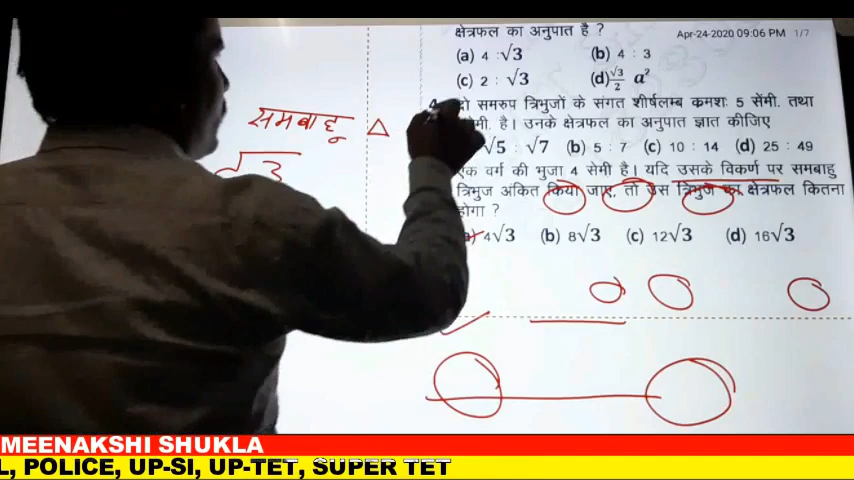 क्षेत्रफल का अनुपात है ?
Apr-24-2020 09:06 PM 1/7
(a) 4 : √3 (b) 4 : 3
(c) 2 : √3 (d) √3/2 a²
4. दो समरुप त्रिभुजों के संगत शीर्षलम्ब क्रमशः 5 सेंमी. तथा
है। उनके क्षेत्रफल का अनुपात ज्ञात कीजिए
√5 : √7 (b) 5 : 7 (c) 10 : 14 (d) 25 : 49
एक वर्ग की भुजा 4 सेमी है। यदि उसके विकर्ण पर समबाहु
त्रिभुज अंकित किया जाए, तो उस त्रिभुज का क्षेत्रफल कितना
होगा ?
4√3 (b) 8√3 (c) 12√3 (d) 16√3
समबाहू Δ
√3
MEENAKSHI SHUKLA
L, POLICE, UP-SI, UP-TET, SUPER TET